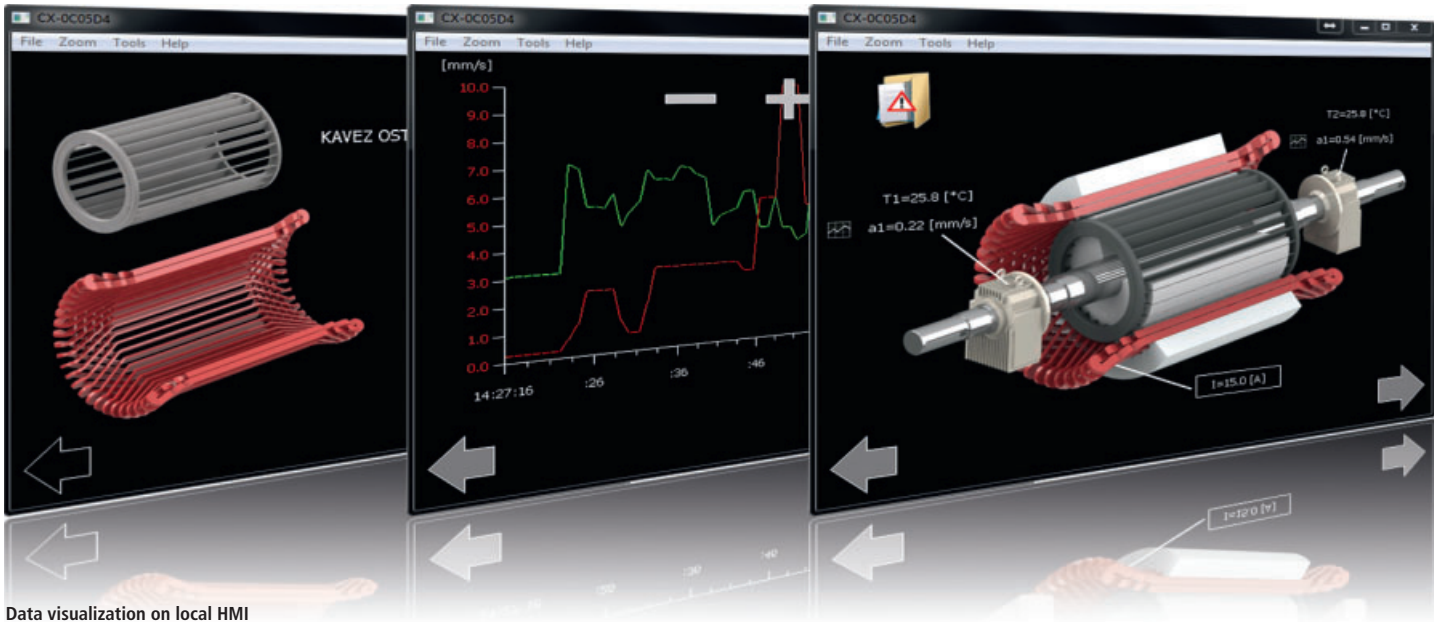 CX-0C05D4
File Zoom Tools Help
KAVEZ OST
CX-0C05D4
File Zoom Tools Help
[mm/s]
10.0
9.0
8.0
7.0
6.0
5.0
4.0
3.0
2.0
1.0
0.0
14:27:16 :26 :36 :46
CX-0C05D4
File Zoom Tools Help
T2=25.8 [°C]
a1=0.54 [mm/s]
T1=25.8 [°C]
a1=0.22 [mm/s]
I=15.0 [A]
Data visualization on local HMI